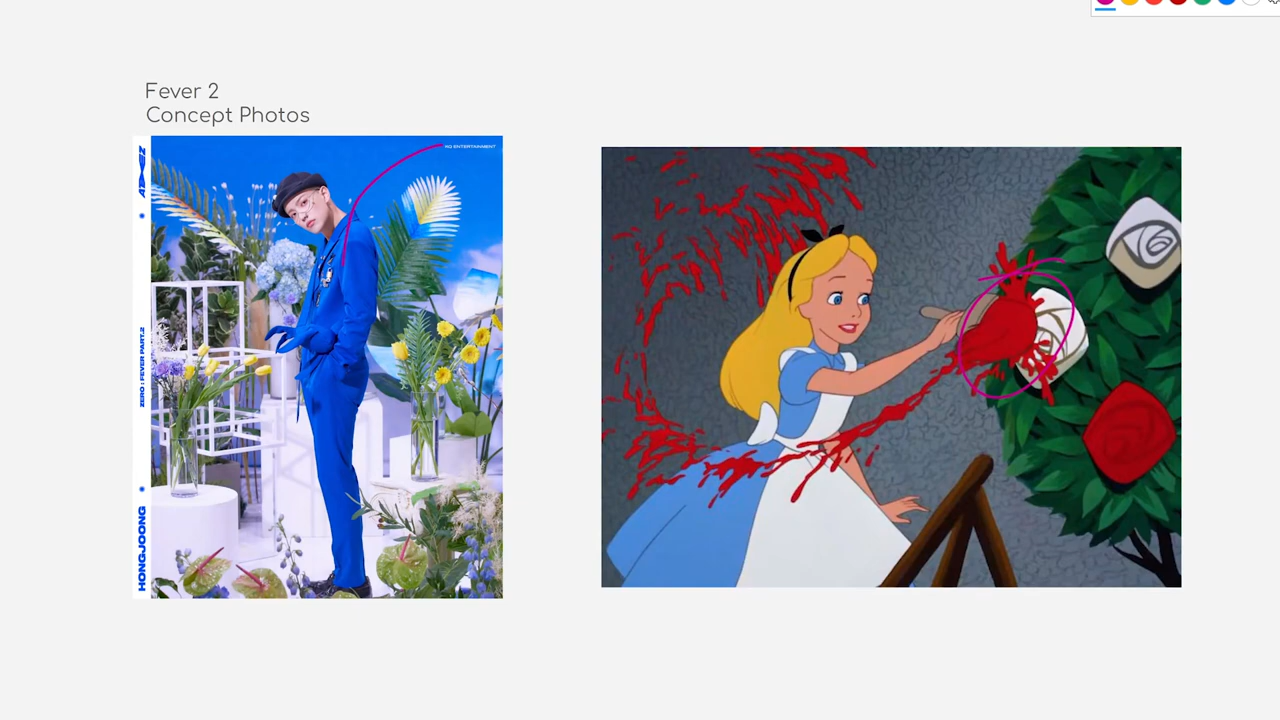 Fever 2
Concept Photos
KQ ENTERTAINMENT
ATEEZ
ZERO : FEVER PART.2
HONGJOONG